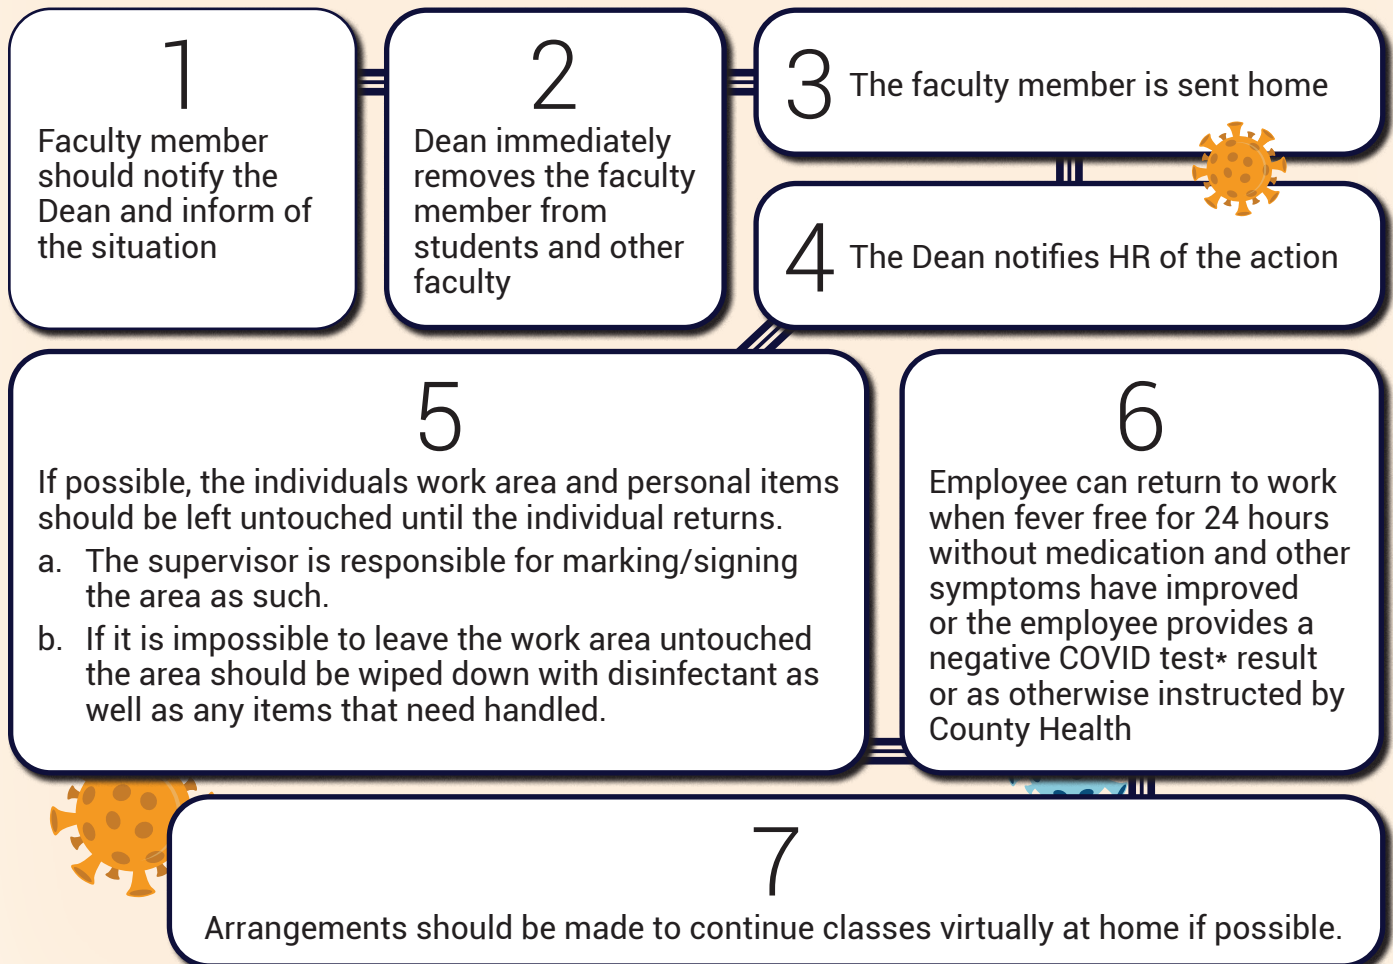 1
Faculty member
should notify the
Dean and inform of
the situation
2
Dean immediately
removes the faculty
member from
students and other
faculty
3
The faculty member is sent home
4
The Dean notifies HR of the action
5
If possible, the individuals work area and personal items
should be left untouched until the individual returns.
a. The supervisor is responsible for marking/signing
the area as such.
b. If it is impossible to leave the work area untouched
the area should be wiped down with disinfectant as
well as any items that need handled.
6
Employee can return to work
when fever free for 24 hours
without medication and other
symptoms have improved
or the employee provides a
negative COVID test* result
or as otherwise instructed by
County Health
7
Arrangements should be made to continue classes virtually at home if possible.